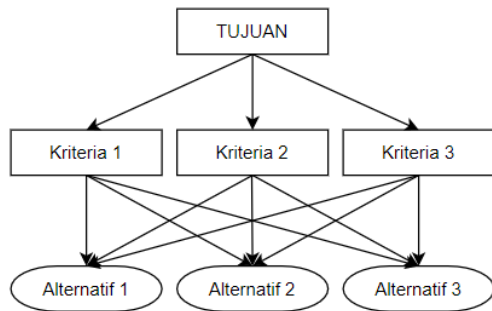 TUJUAN
Kriteria 1
Kriteria 2
Kriteria 3
Alternatif 1
Alternatif 2
Alternatif 3